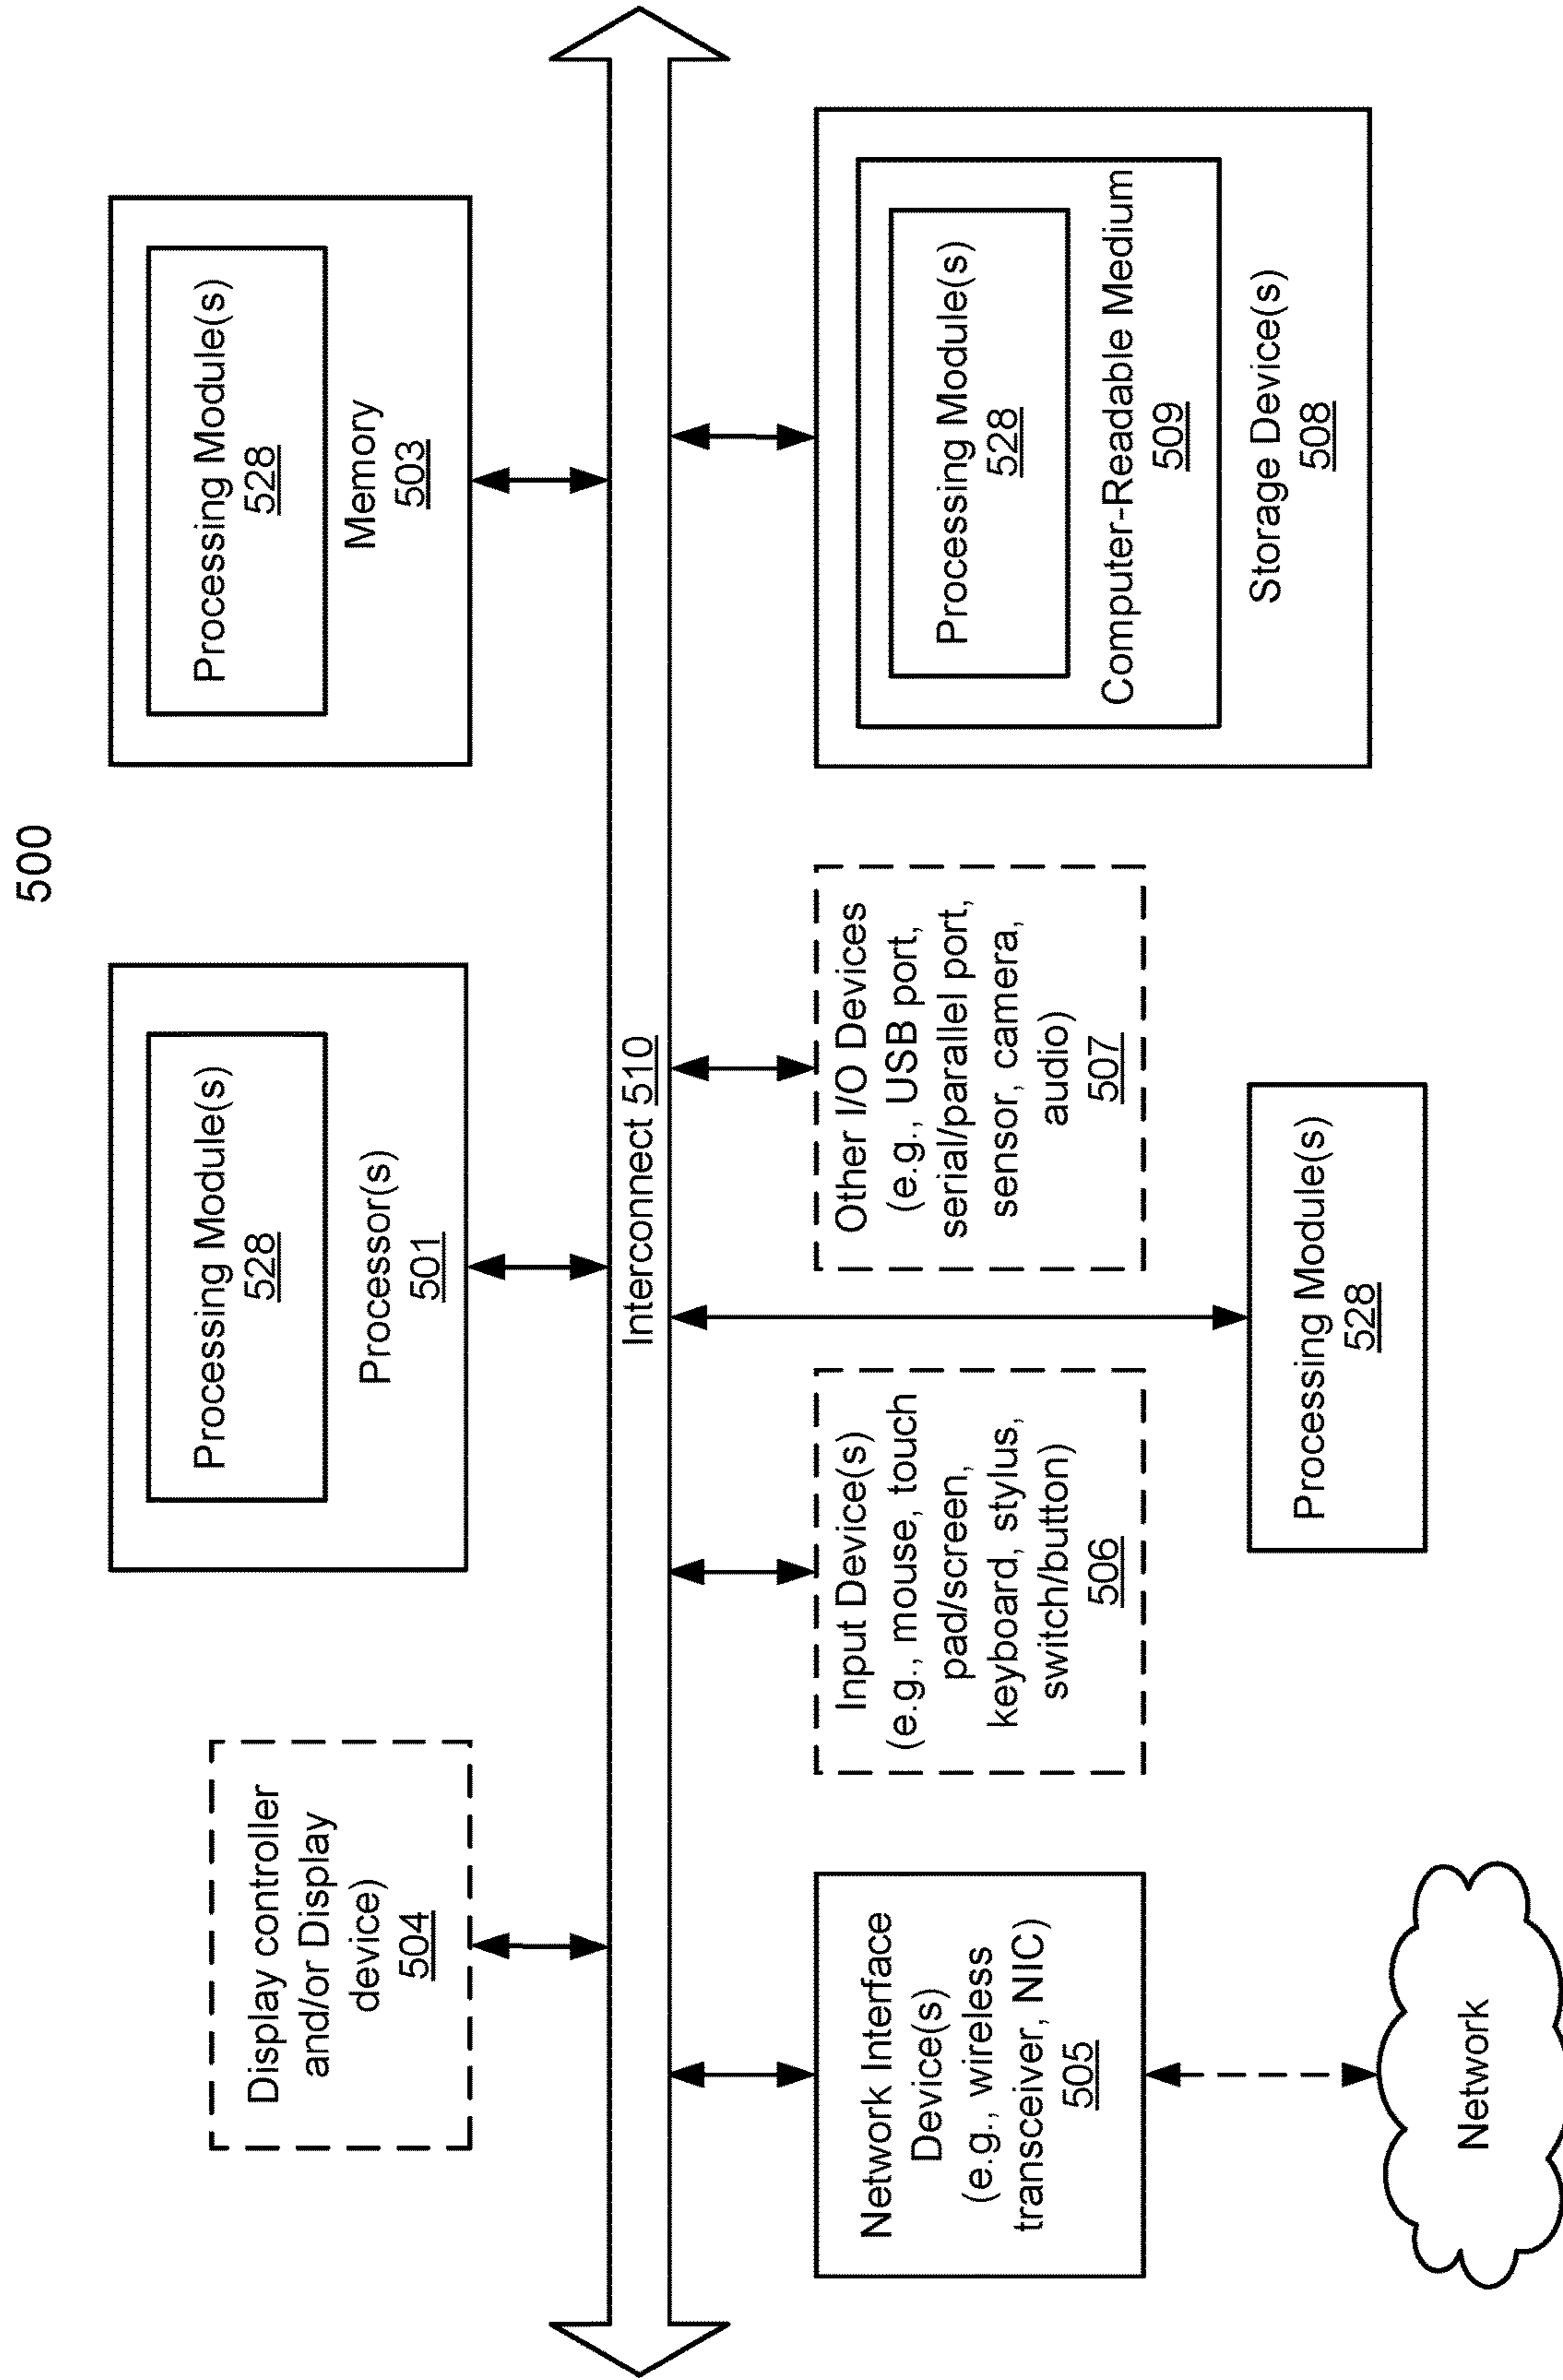 500
Display controller
and/or Display
device)
504
Processing Module(s)
528
Processor(s)
501
Processing Module(s)
528
Memory
503
Interconnect 510
Network Interface
Device(s)
(e.g., wireless
transceiver, NIC)
505
Input Device(s)
(e.g., mouse, touch
pad/screen,
keyboard, stylus,
switch/button)
506
Other I/O Devices
(e.g., USB port,
serial/parallel port,
sensor, camera,
audio)
507
Processing Module(s)
528
Computer-Readable Medium
509
Storage Device(s)
508
Processing Module(s)
528
Network